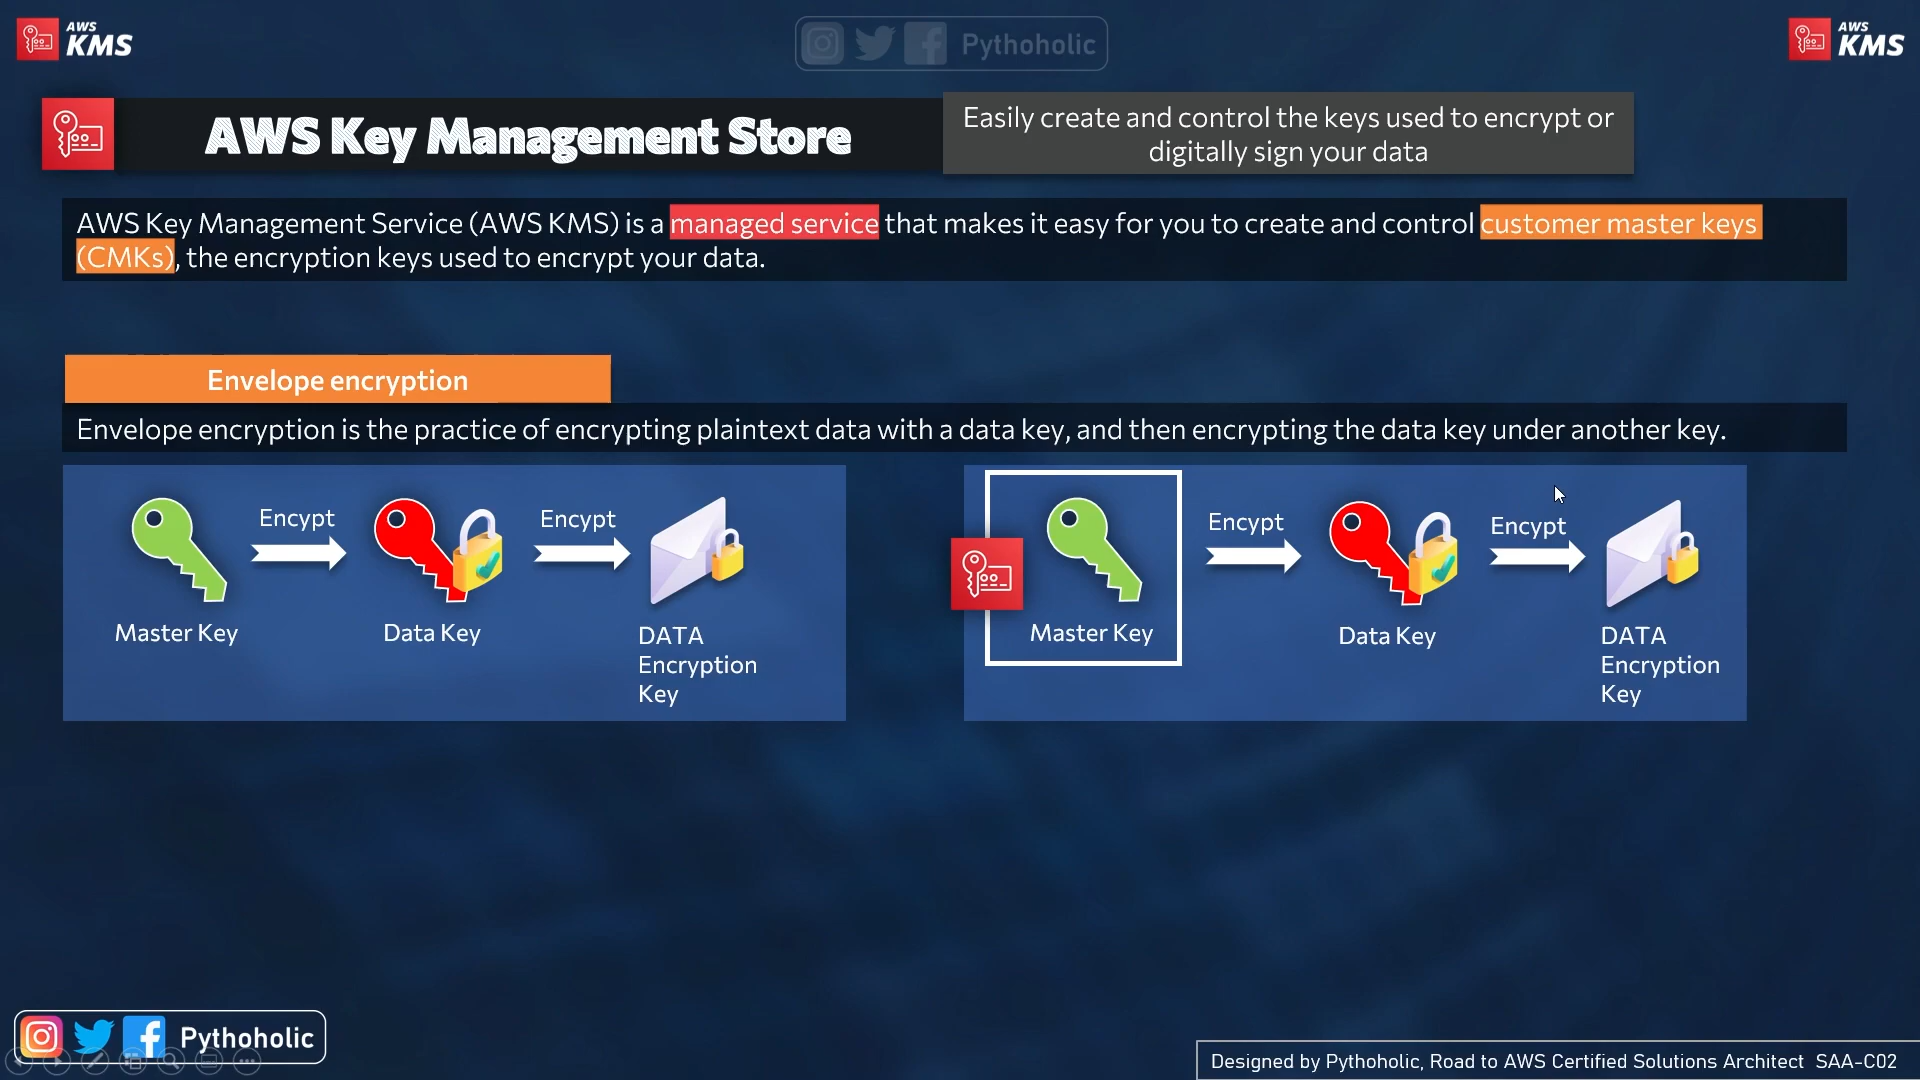 AWS
KMS
Pythoholic
AWS
KMS
AWS Key Management Store
Easily create and control the keys used to encrypt or
digitally sign your data
AWS Key Management Service (AWS KMS) is a managed service that makes it easy for you to create and control customer master keys
(CMKs), the encryption keys used to encrypt your data.
Envelope encryption
Envelope encryption is the practice of encrypting plaintext data with a data key, and then encrypting the data key under another key.
Encrypt
Encrypt
Master Key
Data Key
DATA
Encryption
Key
Encrypt
Encrypt
Master Key
Data Key
DATA
Encryption
Key
Pythoholic
Designed by Pythoholic, Road to AWS Certified Solutions Architect SAA-C02